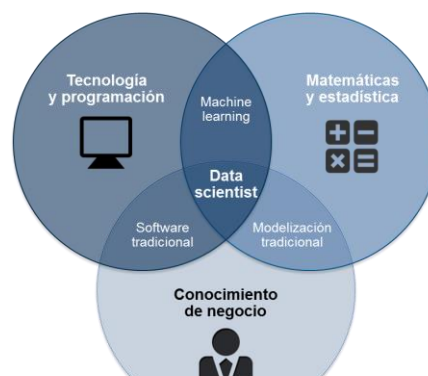 Tecnología
y programación
Matemáticas
y estadística
Machine
learning
Data
scientist
Software
tradicional
Modelización
tradicional
Conocimiento
de negocio